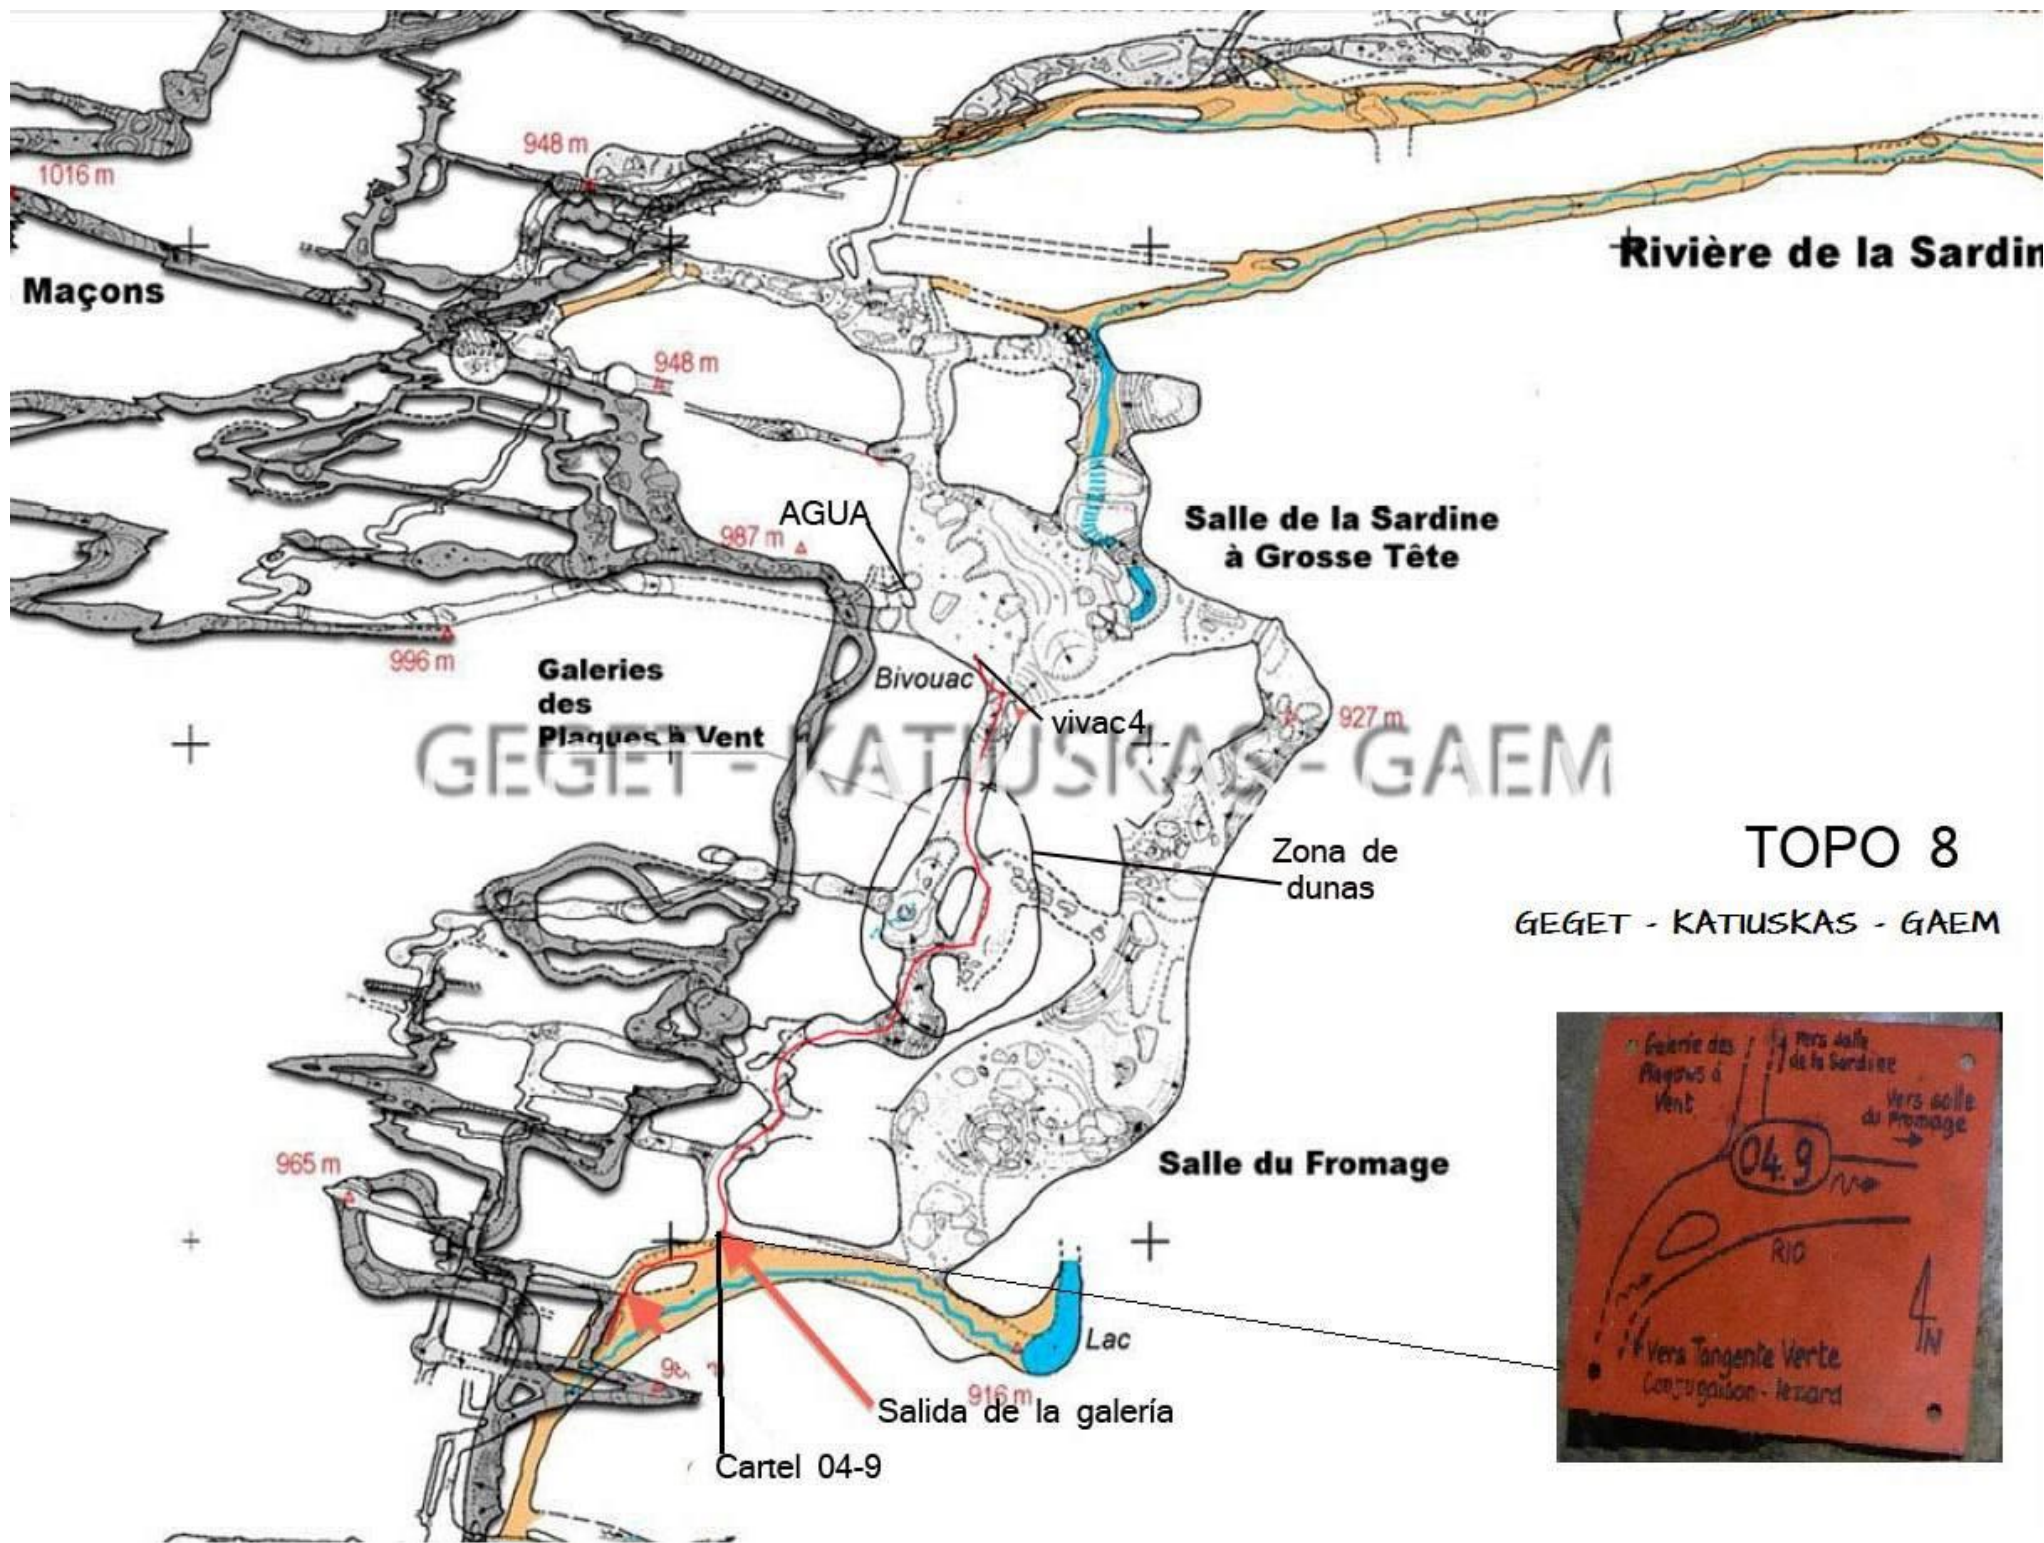 948 m
1016 m
Rivière de la Sardin
Maçons
948 m
AGUA
987 m
Salle de la Sardine
à Grosse Tête
996 m
Galeries
des
Plaques à Vent
Bivouac
vivac4
927 m
GEGET - KATIUSKAS - GAEM
Zona de
dunas
TOPO 8
GEGET - KATIUSKAS - GAEM
965 m
Salle du Fromage
Lac
916 m
Salida de la galería
Cartel 04-9
Galerie des
Plaques à
Vent
Vers salle
de la Sardine
Vers salle
du Fromage
04.9
RIO
N
Vers Tangente Verte
Conjugaison - lezard